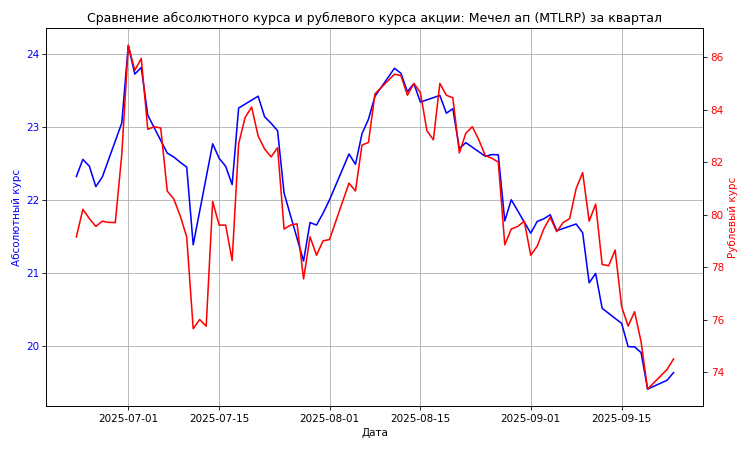 Сравнение абсолютного курса и рублевого курса акции: Мечел ап (MTLRP) за квартал
Абсолютный курс
24
23
22
21
20
86
84
82
80
78
76
74
Рублевый курс
2025-07-01 2025-07-15 2025-08-01 2025-08-15 2025-09-01 2025-09-15
Дата